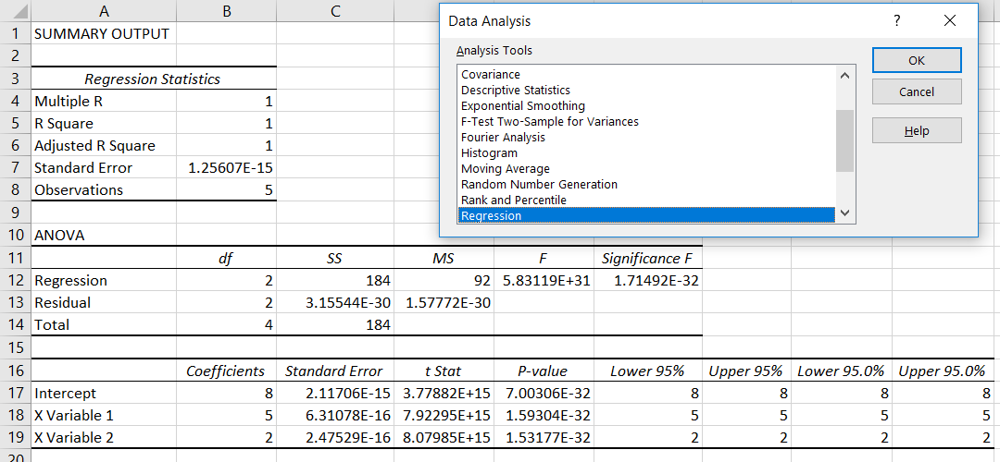 A B C
1 SUMMARY OUTPUT
2
3 Regression Statistics
4 Multiple R 1
5 R Square 1
6 Adjusted R Square 1
7 Standard Error 1.25607E-15
8 Observations 5
9
10 ANOVA
11 df SS MS F Significance F
12 Regression 2 184 92 5.83119E+31 1.71492E-32
13 Residual 2 3.15544E-30 1.57772E-30
14 Total 4 184
15
16 Coefficients Standard Error t Stat P-value Lower 95% Upper 95% Lower 95.0% Upper 95.0%
17 Intercept 8 2.11706E-15 3.77882E+15 7.00306E-32 8 8 8 8
18 X Variable 1 5 6.31078E-16 7.92295E+15 1.59304E-32 5 5 5 5
19 X Variable 2 2 2.47529E-16 8.07985E+15 1.53177E-32 2 2 2 2
20
Data Analysis ?
Analysis Tools
Covariance
Descriptive Statistics
Exponential Smoothing
F-Test Two-Sample for Variances
Fourier Analysis
Histogram
Moving Average
Random Number Generation
Rank and Percentile
Regression
OK
Cancel
Help